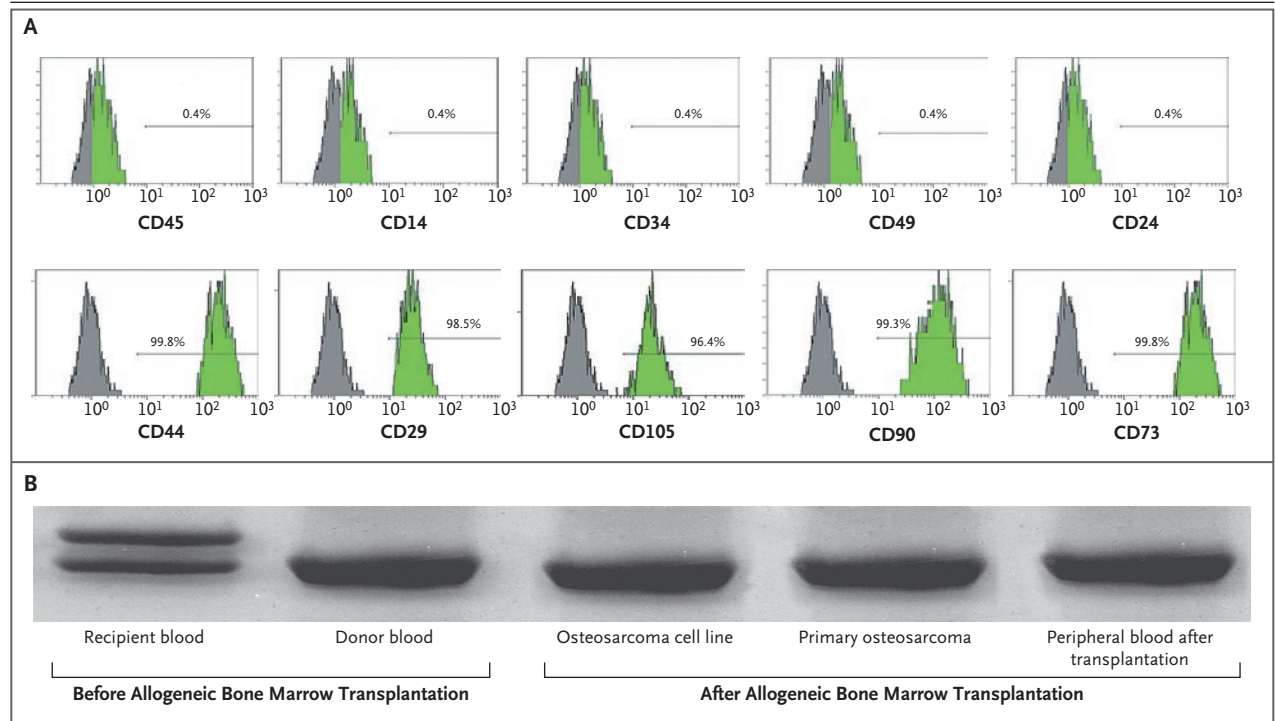 A
0.4% 0.4% 0.4% 0.4% 0.4%
10⁰ 10¹ 10² 10³ 10⁰ 10¹ 10² 10³ 10⁰ 10¹ 10² 10³ 10⁰ 10¹ 10² 10³ 10⁰ 10¹ 10² 10³
CD45 CD14 CD34 CD49 CD24
99.8% 98.5% 96.4% 99.3% 99.8%
10⁰ 10¹ 10² 10³ 10⁰ 10¹ 10² 10³ 10⁰ 10¹ 10² 10³ 10⁰ 10¹ 10² 10³ 10⁰ 10¹ 10² 10³
CD44 CD29 CD105 CD90 CD73
B
Recipient blood Donor blood Osteosarcoma cell line Primary osteosarcoma Peripheral blood after
transplantation
Before Allogeneic Bone Marrow Transplantation After Allogeneic Bone Marrow Transplantation